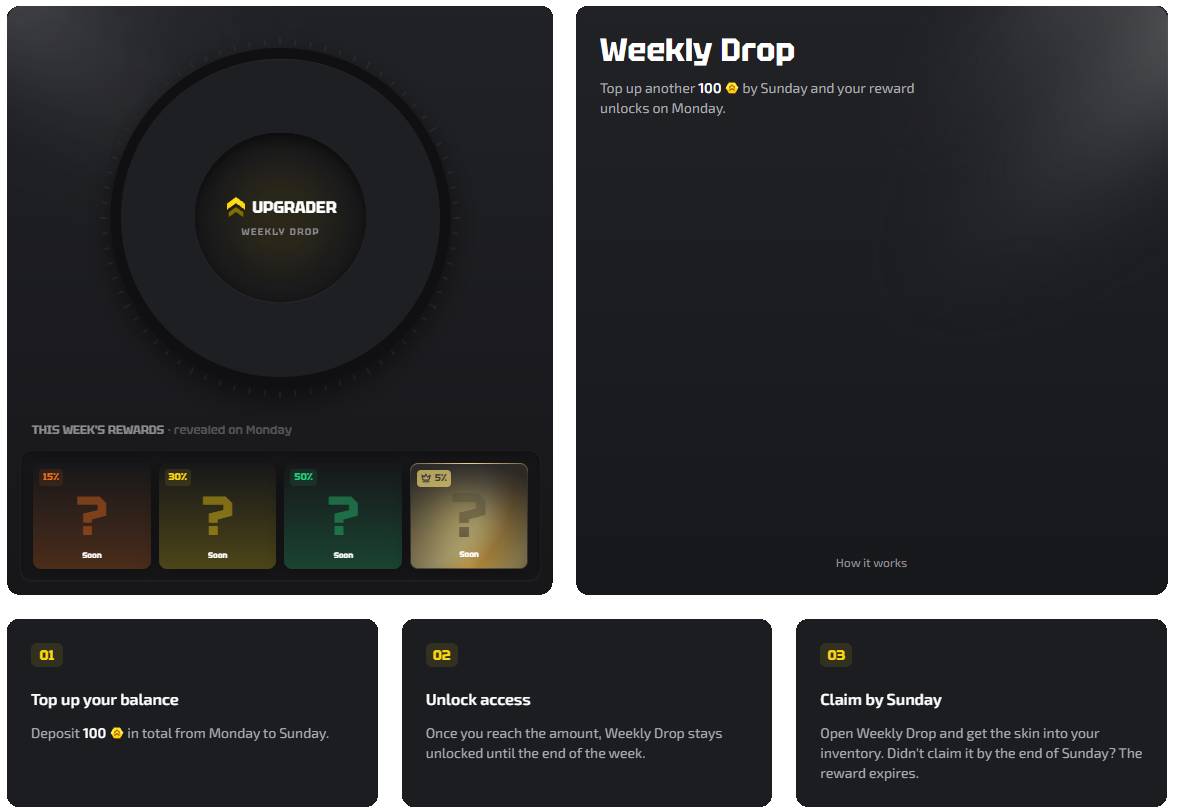 UPGRADER
WEEKLY DROP
THIS WEEK'S REWARDS · revealed on Monday
15%
?
Soon
30%
?
Soon
50%
?
Soon
5%
?
Soon
Weekly Drop
Top up another 100 by Sunday and your reward
unlocks on Monday.
How it works
01
Top up your balance
Deposit 100 in total from Monday to Sunday.
02
Unlock access
Once you reach the amount, Weekly Drop stays
unlocked until the end of the week.
03
Claim by Sunday
Open Weekly Drop and get the skin into your
inventory. Didn't claim it by the end of Sunday? The
reward expires.